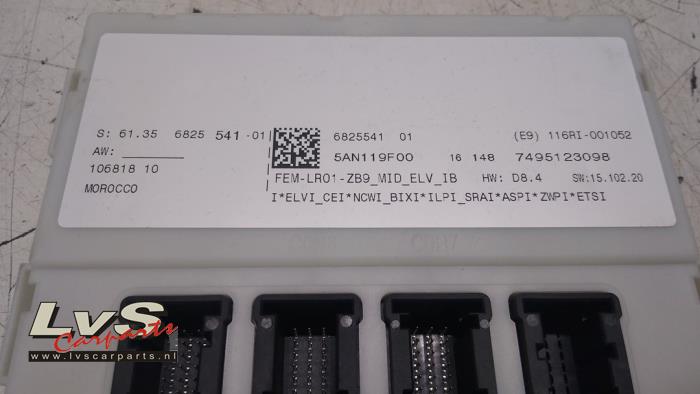 S: 61.35 6825 541 -01
AW:
106818 10
MOROCCO
6825541 01 (E9) 116RI-001052
5AN119F00 16 148 7495123098
FEM-LR01-ZB9_MID_ELV_IB HW: D8.4 SW:15.102.20
I*ELVI_CEI*NCWI_BIXI*ILPI_SRAI*ASPI*ZWPI*ETSI
LvS
Carparts
www.lvscarparts.nl